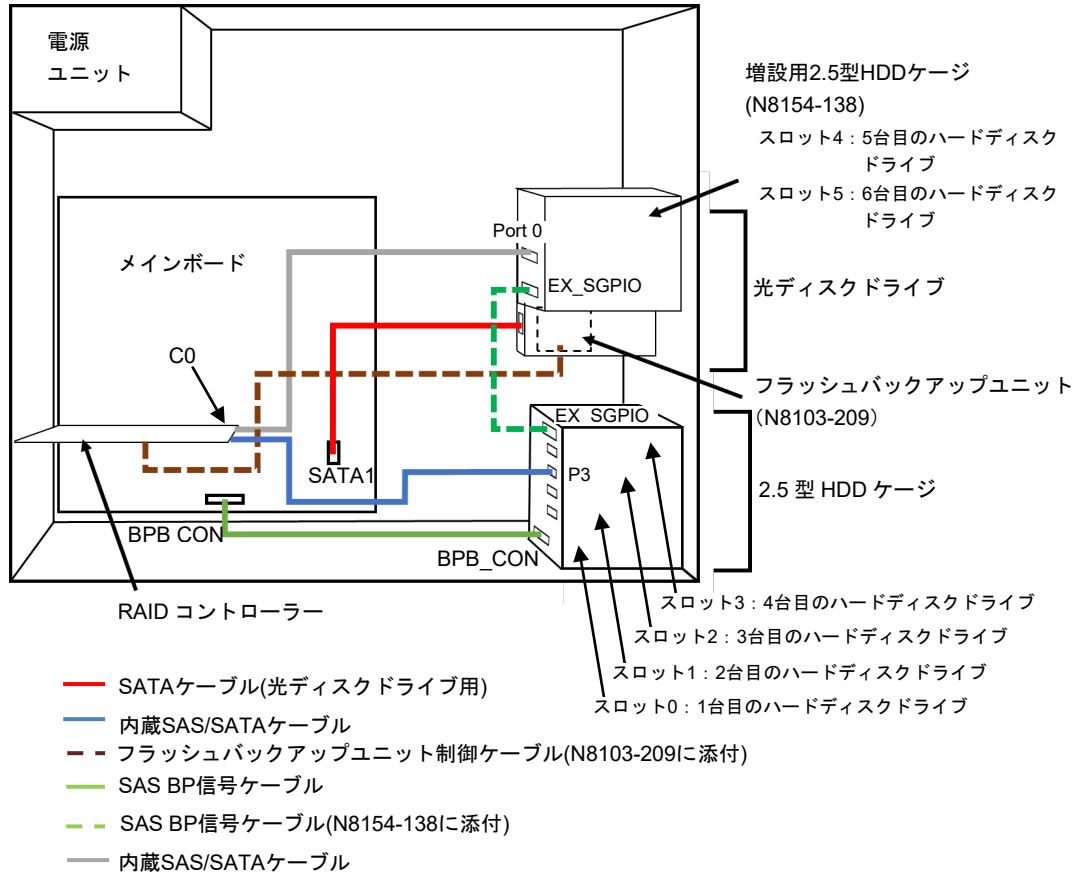 電源
ユニット
増設用2.5型HDDケージ
(N8154-138)
スロット4：5台目のハードディスク
ドライブ
スロット5：6台目のハードディスク
ドライブ
Port 0
メインボード
EX_SGPIO
光ディスクドライブ
C0
フラッシュバックアップユニット
（N8103-209）
EX_SGPIO
SATA1
P3
2.5 型 HDD ケージ
BPB CON
BPB_CON
RAID コントローラー
スロット3：4台目のハードディスクドライブ
スロット2：3台目のハードディスクドライブ
スロット1：2台目のハードディスクドライブ
スロット0：1台目のハードディスクドライブ
SATAケーブル(光ディスクドライブ用)
内蔵SAS/SATAケーブル
フラッシュバックアップユニット制御ケーブル(N8103-209に添付)
SAS BP信号ケーブル
SAS BP信号ケーブル(N8154-138に添付)
内蔵SAS/SATAケーブル